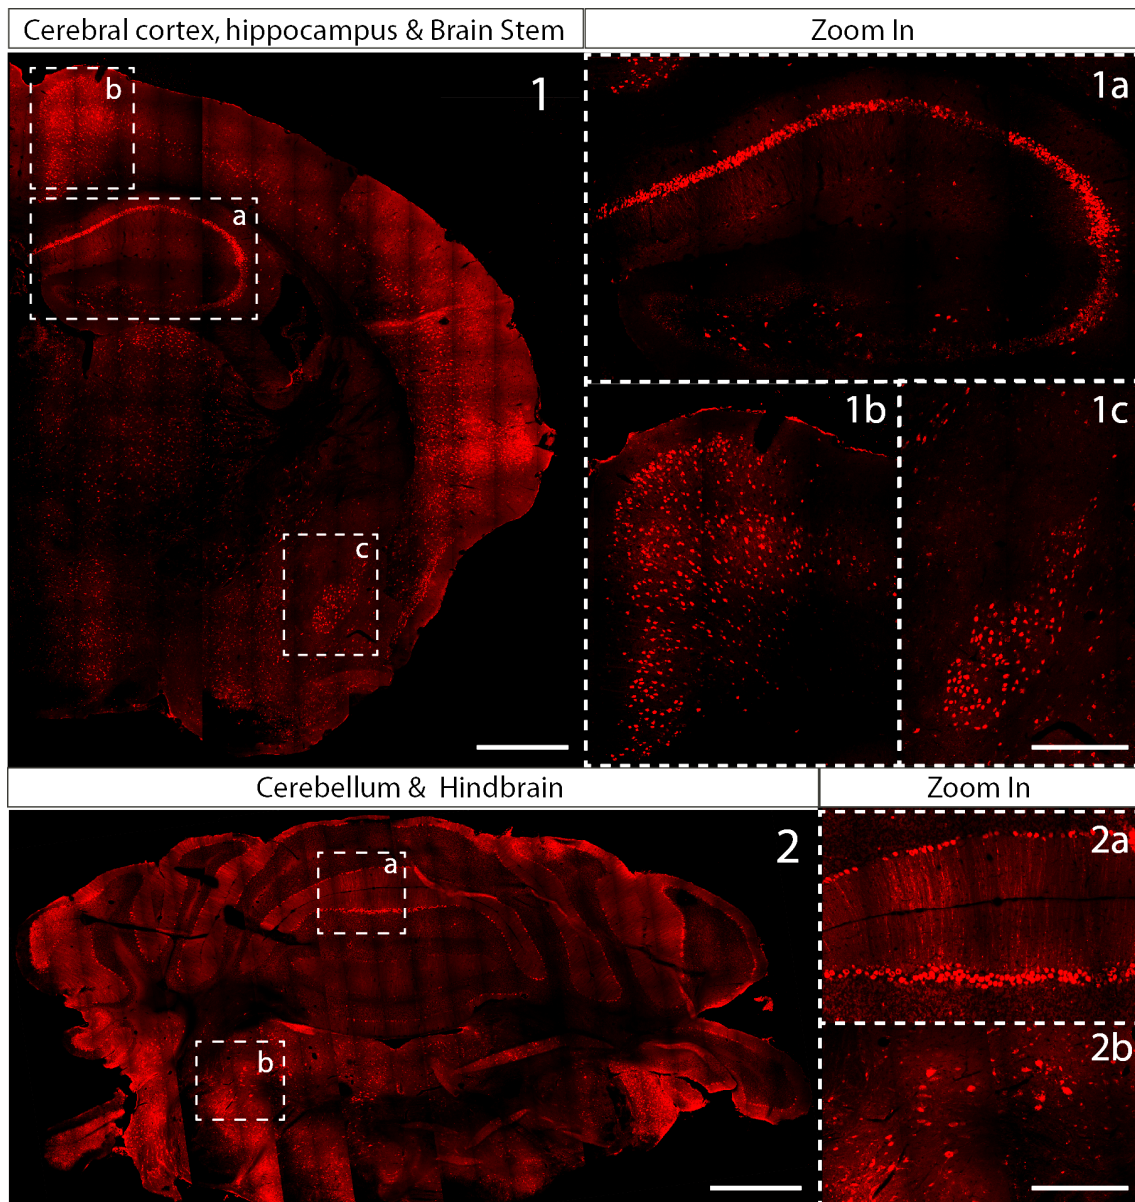 Cerebral cortex, hippocampus & Brain Stem
Zoom In
1
b
a
c
1a
1b
1c
Cerebellum & Hindbrain
Zoom In
2
a
b
2a
2b